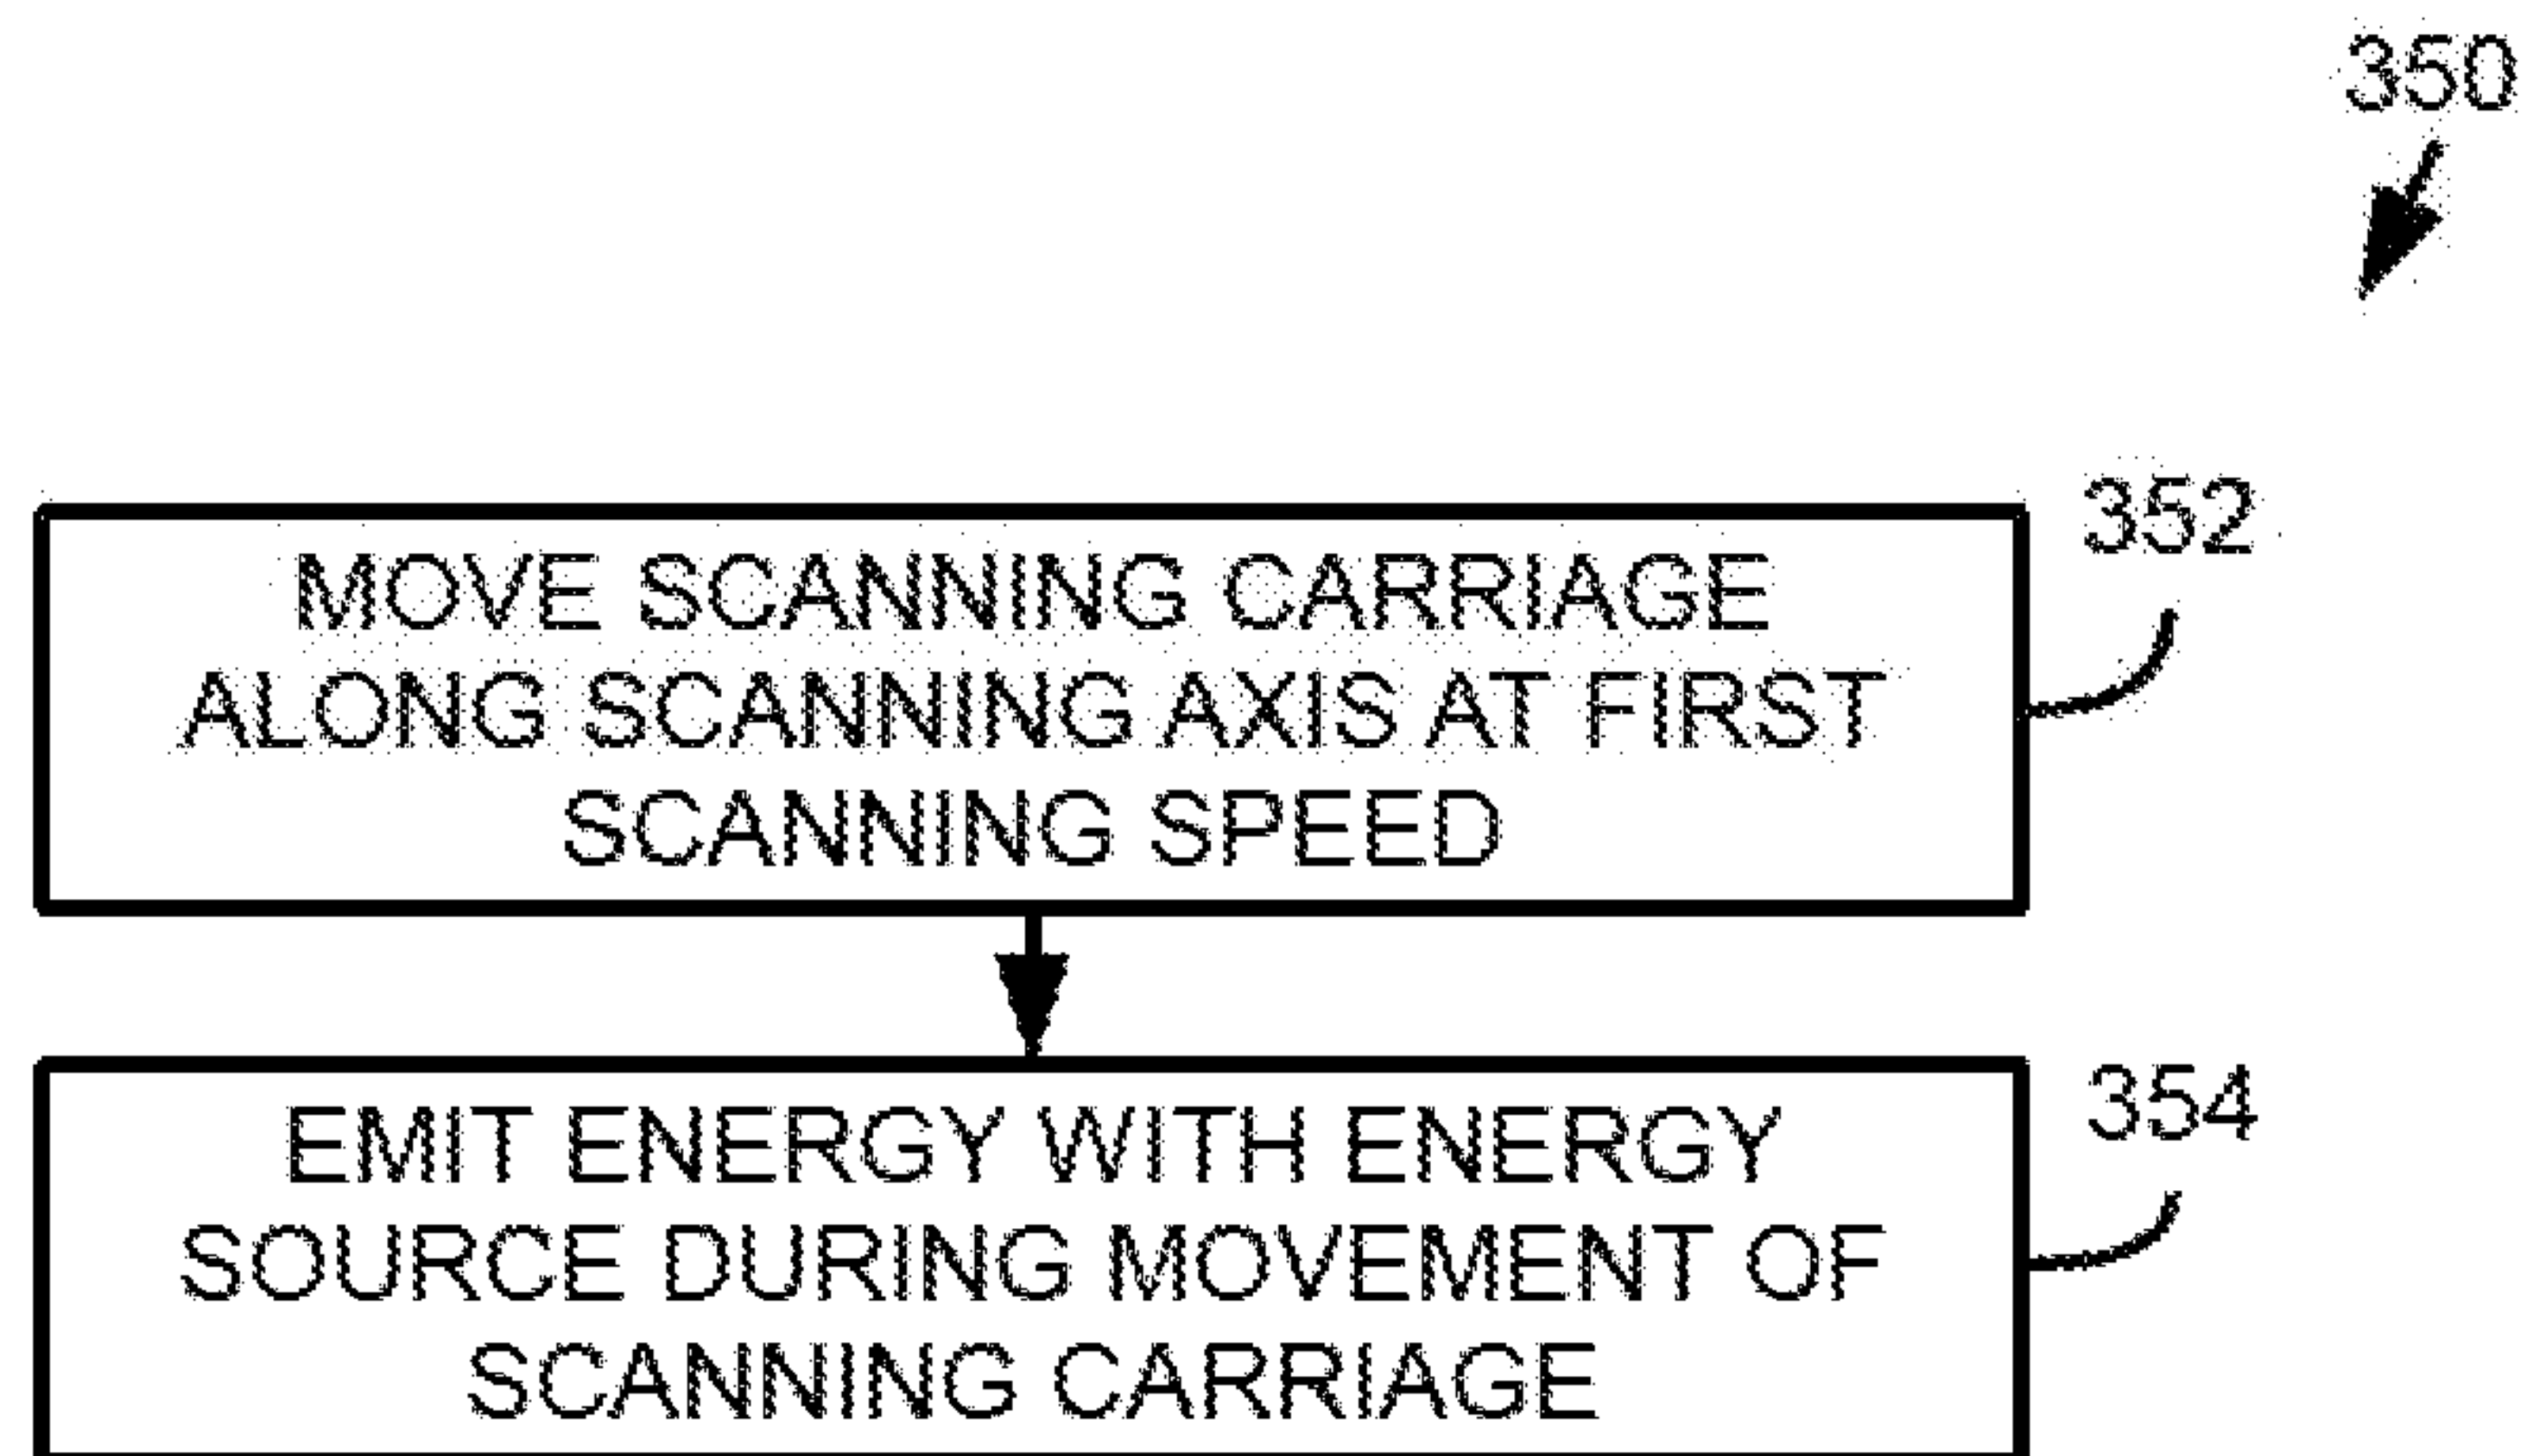 350
MOVE SCANNING CARRIAGE
ALONG SCANNING AXIS AT FIRST
SCANNING SPEED
352
EMIT ENERGY WITH ENERGY
SOURCE DURING MOVEMENT OF
SCANNING CARRIAGE
354